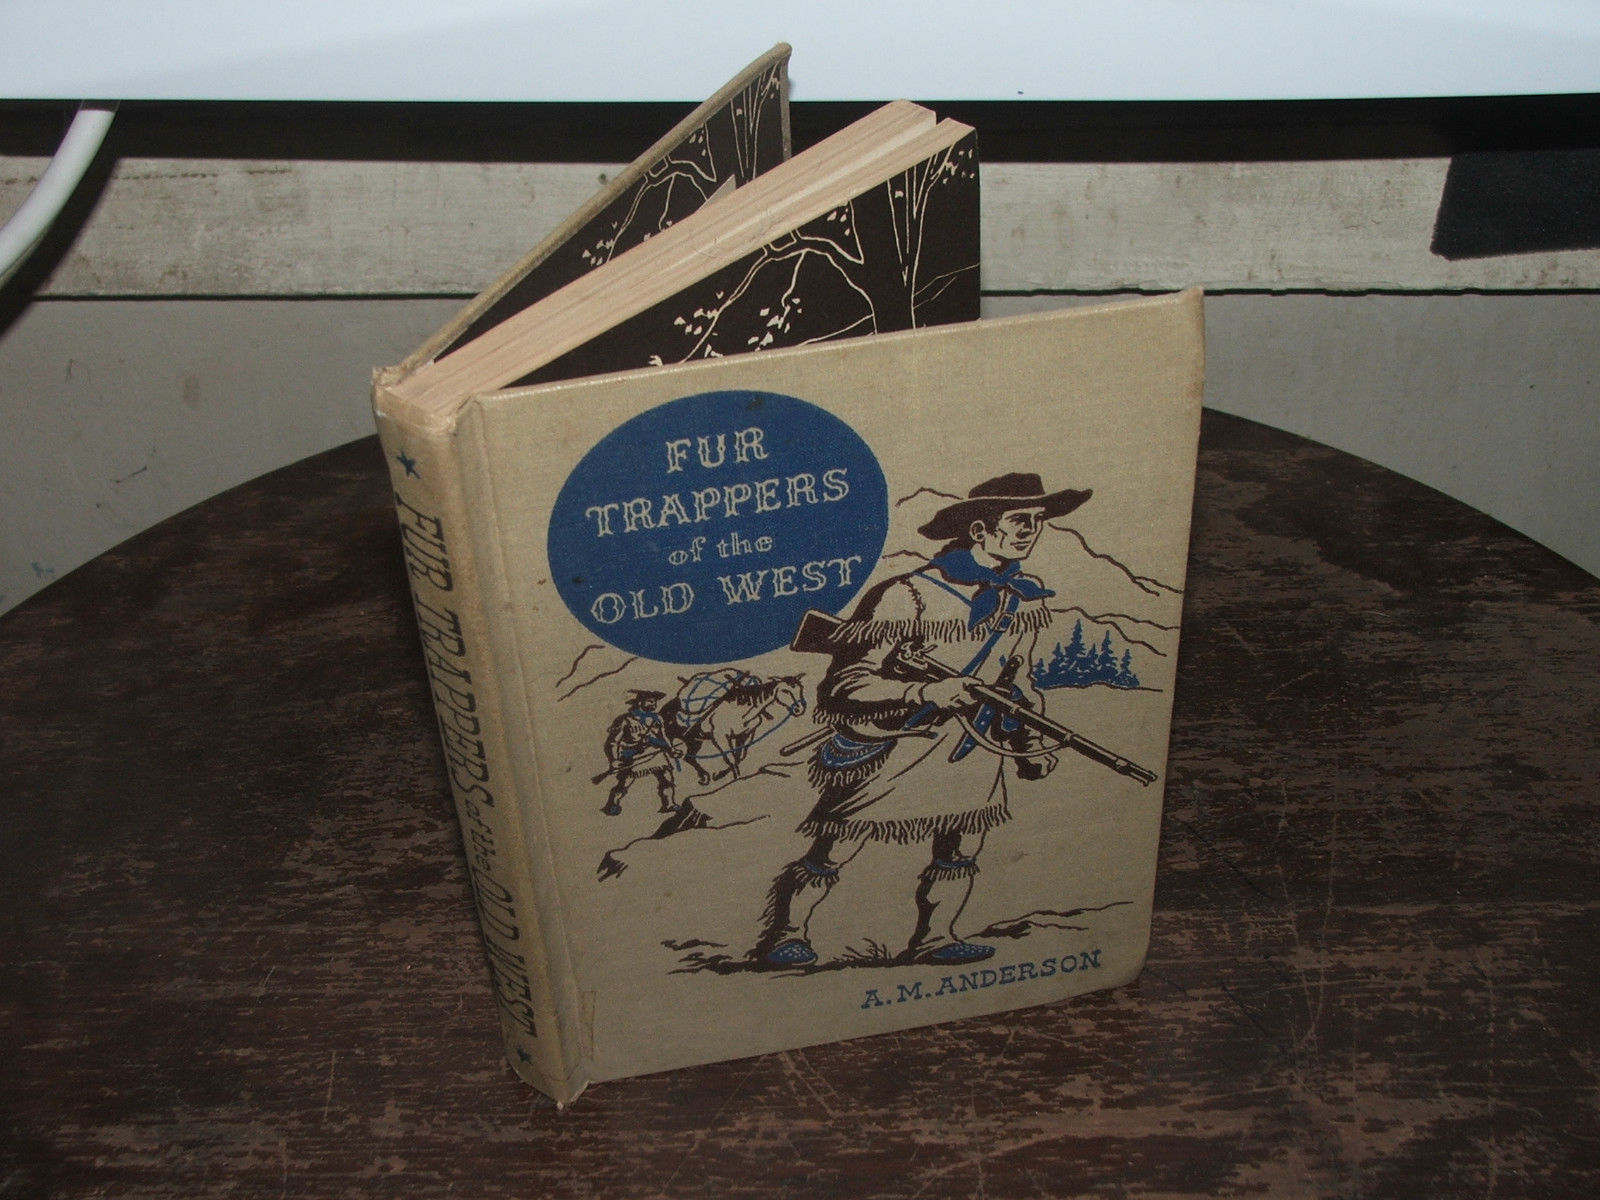 FUR
TRAPPERS
of the
OLD WEST
A. M. ANDERSON
FUR TRAPPERS of the OLD WEST